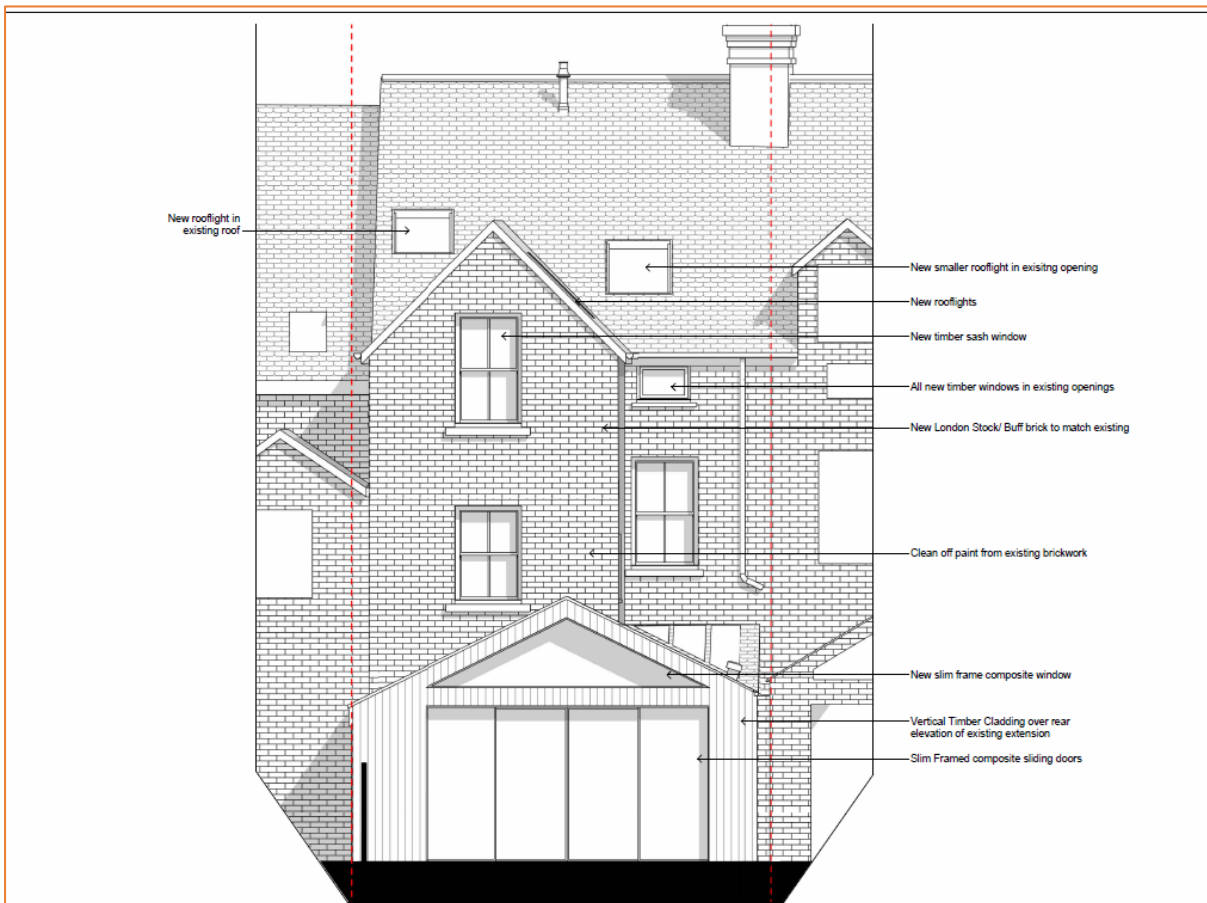 New rooflight in
existing roof
New smaller rooflight in exisitng opening
New rooflights
New timber sash window
All new timber windows in existing openings
New London Stock/ Buff brick to match existing
Clean off paint from existing brickwork
New slim frame composite window
Vertical Timber Cladding over rear
elevation of existing extension
Slim Framed composite sliding doors